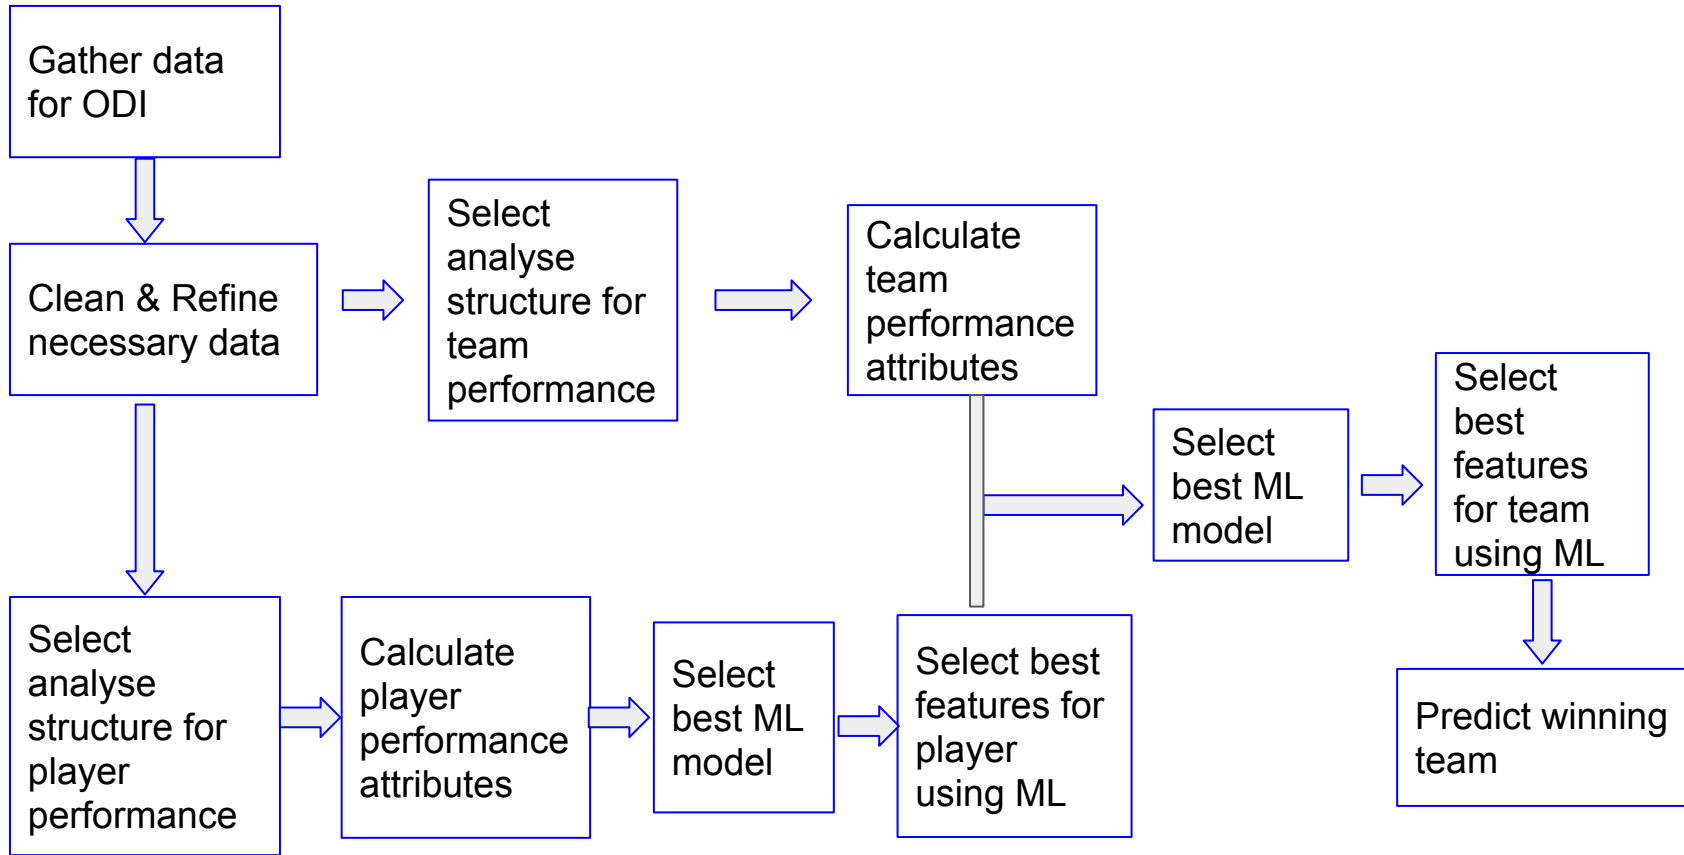 Gather data
for ODI
Clean & Refine
necessary data
Select
analyse
structure for
team
performance
Calculate
team
performance
attributes
Select
best ML
model
Select
best
features
for team
using ML
Select
analyse
structure for
player
performance
Calculate
player
performance
attributes
Select
best ML
model
Select best
features for
player
using ML
Predict winning
team